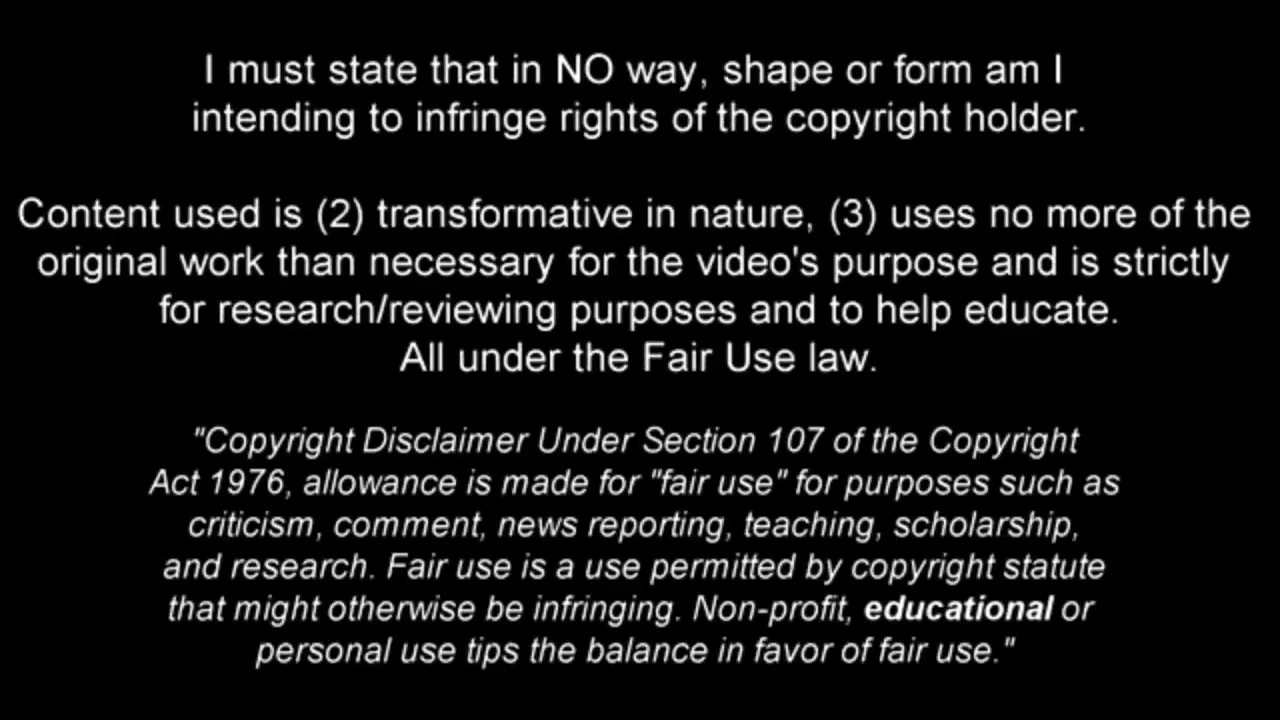 I must state that in NO way, shape or form am I
intending to infringe rights of the copyright holder.
Content used is (2) transformative in nature, (3) uses no more of the
original work than necessary for the video's purpose and is strictly
for research/reviewing purposes and to help educate.
All under the Fair Use law.
"Copyright Disclaimer Under Section 107 of the Copyright
Act 1976, allowance is made for "fair use" for purposes such as
criticism, comment, news reporting, teaching, scholarship,
and research. Fair use is a use permitted by copyright statute
that might otherwise be infringing. Non-profit, educational or
personal use tips the balance in favor of fair use."